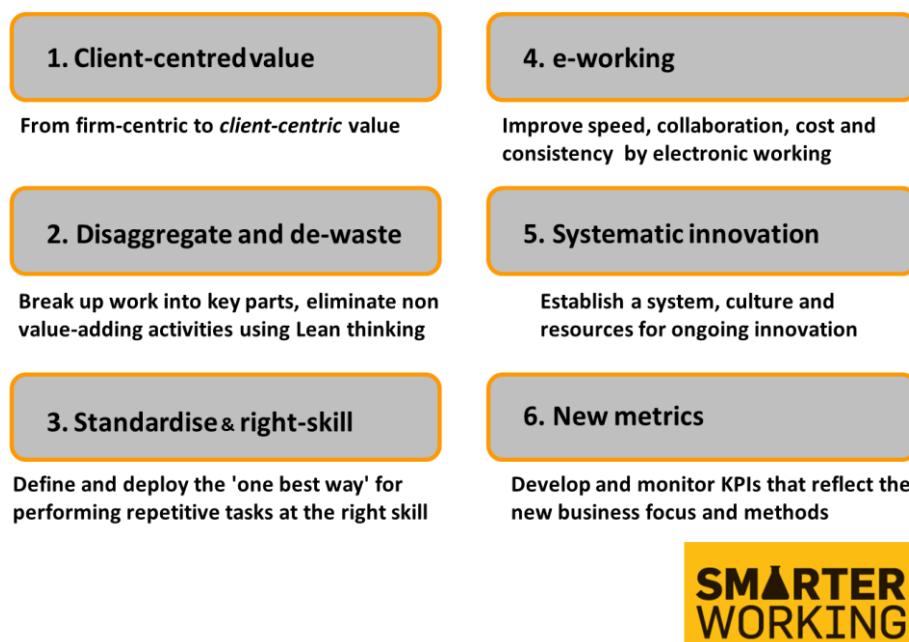 1. Client-centred value
From firm-centric to client-centric value
2. Disaggregate and de-waste
Break up work into key parts, eliminate non
value-adding activities using Lean thinking
3. Standardise & right-skill
Define and deploy the 'one best way' for
performing repetitive tasks at the right skill
4. e-working
Improve speed, collaboration, cost and
consistency by electronic working
5. Systematic innovation
Establish a system, culture and
resources for ongoing innovation
6. New metrics
Develop and monitor KPIs that reflect the
new business focus and methods
SMARTER
WORKING